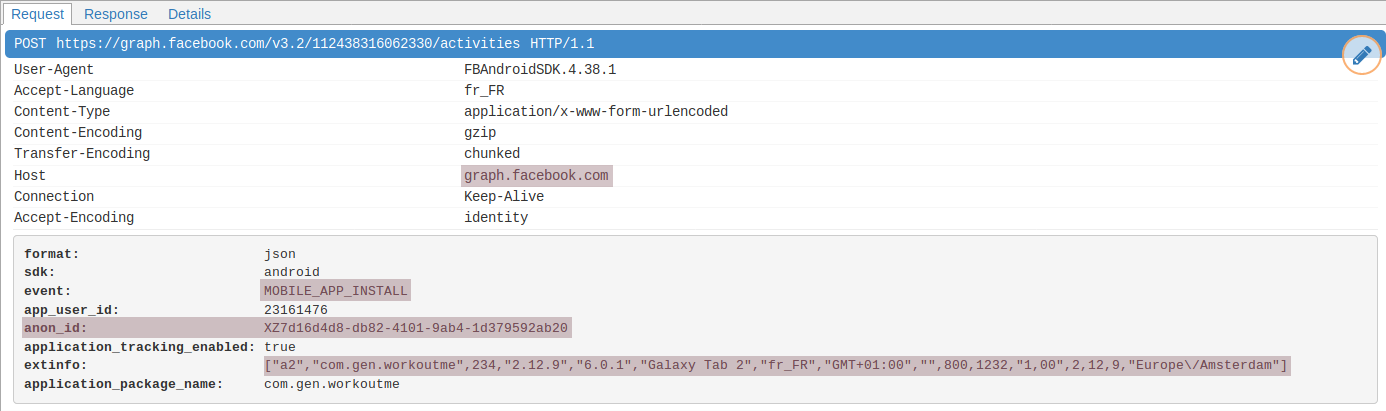 Request Response Details
POST https://graph.facebook.com/v3.2/112438316062330/activities HTTP/1.1
User-Agent FBAndroidSDK.4.38.1
Accept-Language fr_FR
Content-Type application/x-www-form-urlencoded
Content-Encoding gzip
Transfer-Encoding chunked
Host graph.facebook.com
Connection Keep-Alive
Accept-Encoding identity
format: json
sdk: android
event: MOBILE_APP_INSTALL
app_user_id: 23161476
anon_id: XZ7d16d4d8-db82-4101-9ab4-1d379592ab20
application_tracking_enabled: true
extinfo: ["a2","com.gen.workoutme",234,"2.12.9","6.0.1","Galaxy Tab 2","fr_FR","GMT+01:00","",800,1232,"1,00",2,12,9,"Europe\/Amsterdam"]
application_package_name: com.gen.workoutme